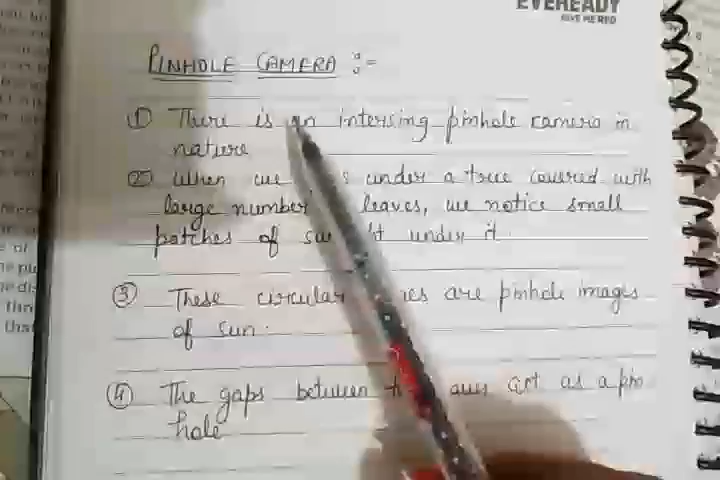 EVEREADY
GIVE ME RED
PINHOLE CAMERA :-
① There is an intersing pinhole camera in
nature
② When we under a tree covered with
large number leaves, we notice small
patches of under it.
③ These circular are pinhole images
of sun.
④ The gaps between act as a pin
hole